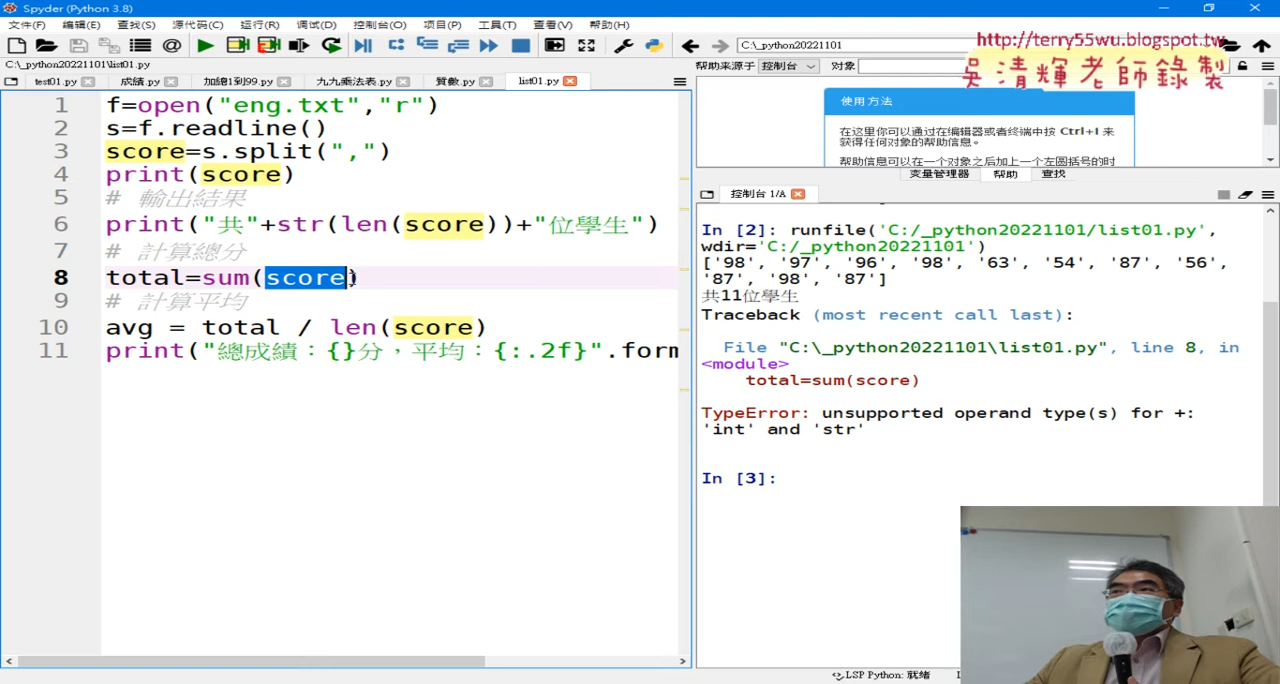 Spyder (Python 3.8)
文件(F) 编辑(E) 查找(S) 源代码(C) 运行(R) 调试(D) 控制台(O) 项目(P) 工具(T) 查看(V) 帮助(H)
C:\_python20221101
http://terry55wu.blogspot.tw
吳清輝老師錄製
C:\_python20221101\list01.py
帮助来源于 控制台 对象
test01.py 成績.py 加總1到99.py 九九乘法表.py 質數.py list01.py
1 f=open("eng.txt","r")
2 s=f.readline()
3 score=s.split(",")
4 print(score)
5 # 輸出結果
6 print("共"+str(len(score))+"位學生")
7 # 計算總分
8 total=sum(score)
9 # 計算平均
10 avg = total / len(score)
11 print("總成績：{}分，平均：{:.2f}".form
使用方法
在这里你可以通过在编辑器或者终端中按 Ctrl+I 来
获得任何对象的帮助信息。
帮助信息可以在一个对象之后加上一个左圆括号的时
变量管理器 帮助 查找
控制台 1/A
In [2]: runfile('C:/_python20221101/list01.py',
wdir='C:/_python20221101')
['98', '97', '96', '98', '63', '54', '87', '56',
'87', '98', '87']
共11位學生
Traceback (most recent call last):
File "C:\_python20221101\list01.py", line 8, in
<module>
total=sum(score)
TypeError: unsupported operand type(s) for +:
'int' and 'str'
In [3]:
LSP Python: 就绪